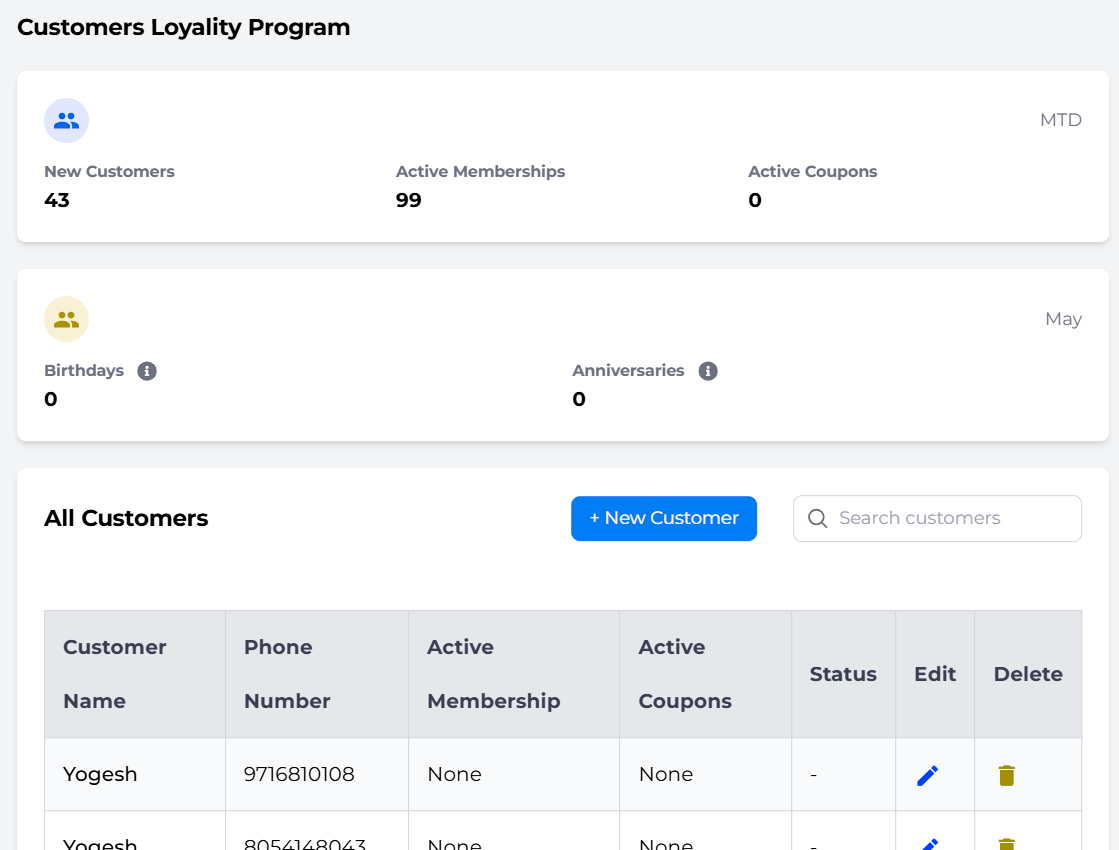 Customers Loyality Program
MTD
New Customers Active Memberships Active Coupons
43 99 0
May
Birthdays Anniversaries
0 0
All Customers + New Customer Search customers
Customer Name Phone Number Active Membership Active Coupons Status Edit Delete
Yogesh 9716810108 None None -
Yogesh 8054148043 None None -